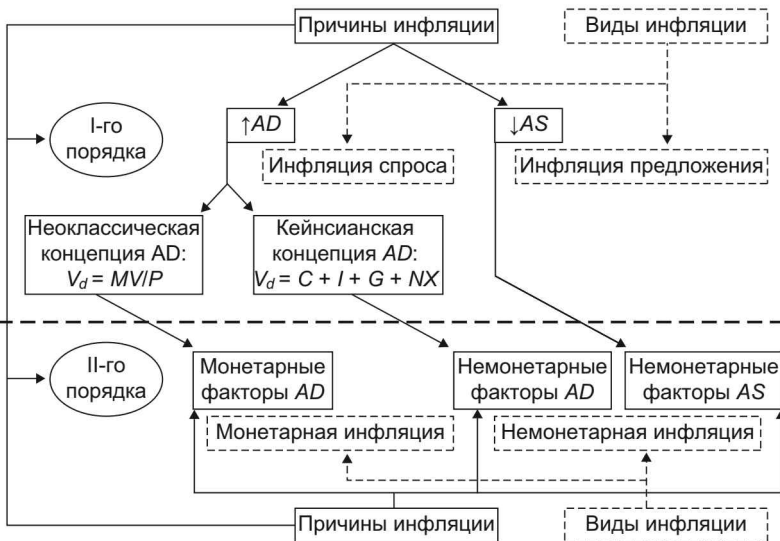 Причины инфляции
Виды инфляции
I-го
порядка
↑AD
↓AS
Инфляция спроса
Инфляция предложения
Неоклассическая
концепция AD:
Vd = MV/P
Кейнсианская
концепция AD:
Vd = C + I + G + NX
II-го
порядка
Монетарные
факторы AD
Немонетарные
факторы AD
Немонетарные
факторы AS
Монетарная инфляция
Немонетарная инфляция
Причины инфляции
Виды инфляции